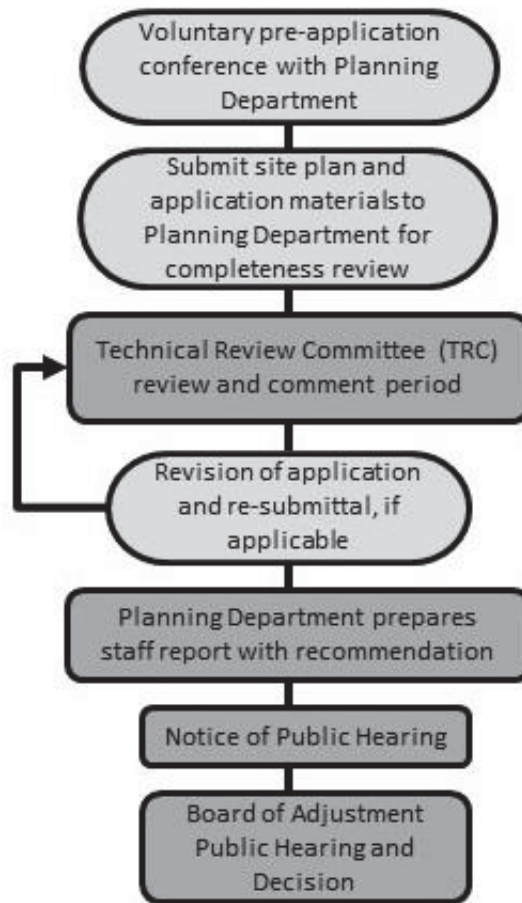 Voluntary pre-application
conference with Planning
Department
Submit site plan and
application materials to
Planning Department for
completeness review
Technical Review Committee (TRC)
review and comment period
Revision of application
and re-submittal, if
applicable
Planning Department prepares
staff report with recommendation
Notice of Public Hearing
Board of Adjustment
Public Hearing and
Decision